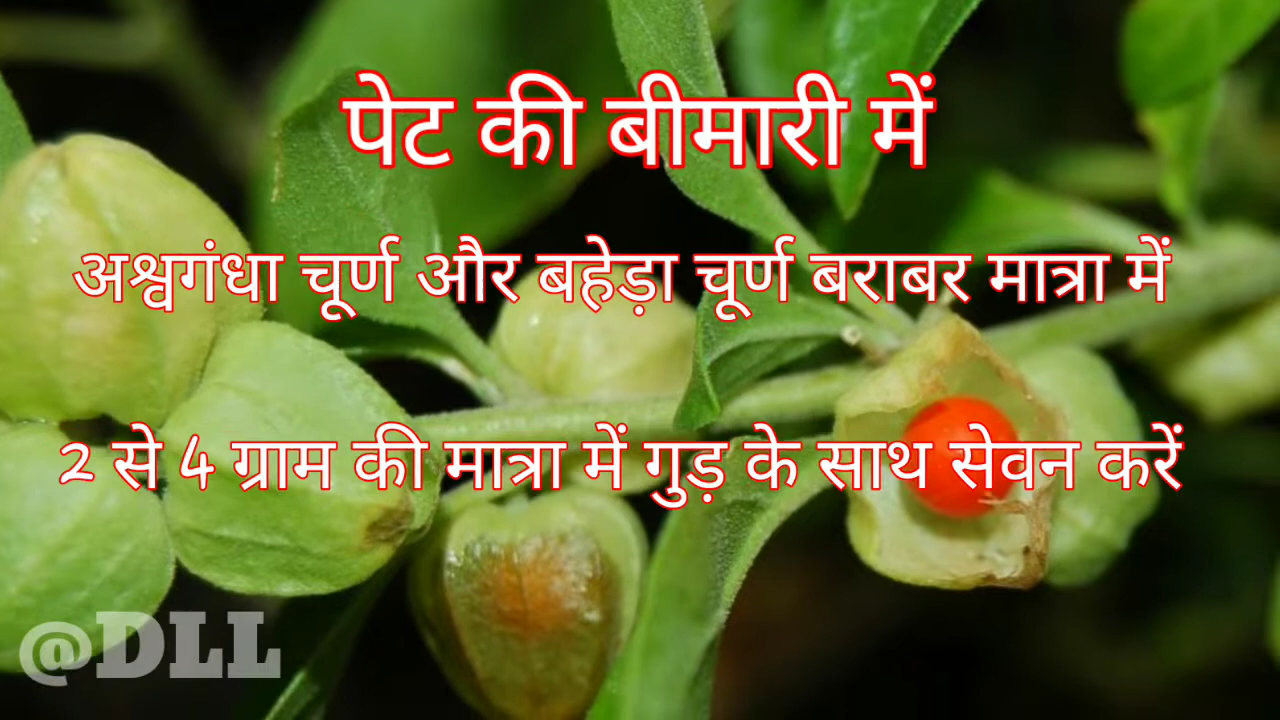 पेट की बीमारी में
अश्वगंधा चूर्ण और बहेड़ा चूर्ण बराबर मात्रा में
2 से 4 ग्राम की मात्रा में गुड़ के साथ सेवन करें
@DLL